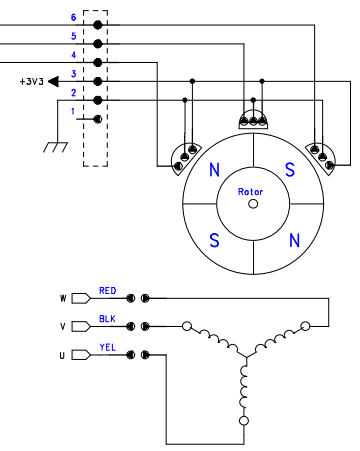 6
5
4
+3V3 3
2
1
N S
Rotor
S N
W RED
V BLK
U YEL